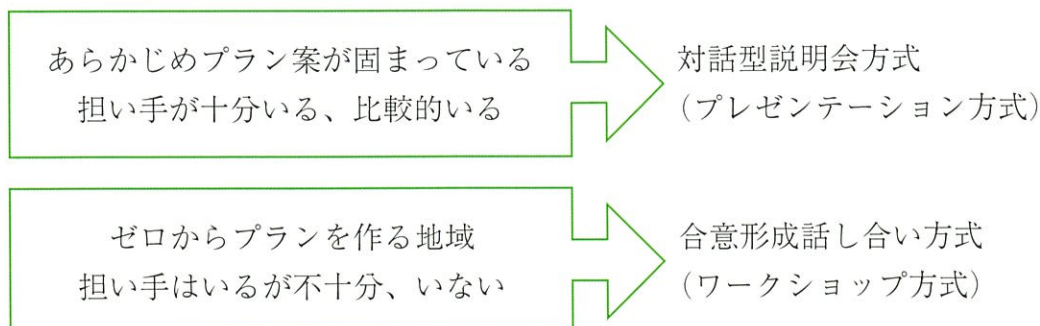 あらかじめプラン案が固まっている
担い手が十分いる、比較的いる
対話型説明会方式
（プレゼンテーション方式）
ゼロからプランを作る地域
担い手はいるが不十分、いない
合意形成話し合い方式
（ワークショップ方式）